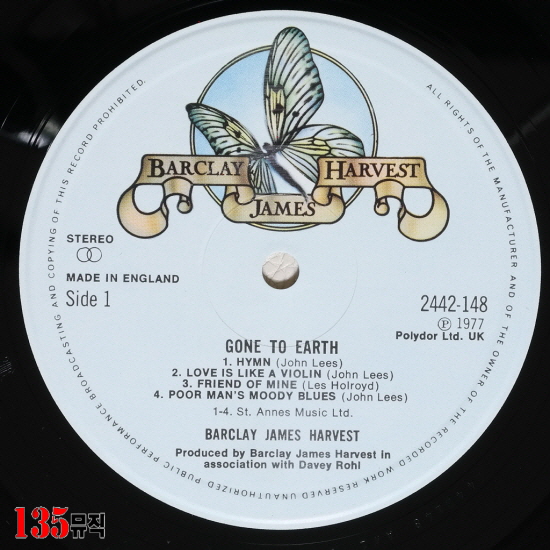 BARCLAY JAMES HARVEST
ALL RIGHTS OF THE MANUFACTURER AND OF THE OWNER OF THE RECORDED WORK RESERVED UNAUTHORIZED PUBLIC PERFORMANCE BROADCASTING AND COPYING OF THIS RECORD PROHIBITED.
STEREO
MADE IN ENGLAND
Side 1
2442-148
Ⓟ 1977
Polydor Ltd. UK
GONE TO EARTH
1. HYMN (John Lees)
2. LOVE IS LIKE A VIOLIN (John Lees)
3. FRIEND OF MINE (Les Holroyd)
4. POOR MAN'S MOODY BLUES (John Lees)
1-4. St. Annes Music Ltd.
BARCLAY JAMES HARVEST
Produced by Barclay James Harvest in
association with Davey Rohl
135뮤직